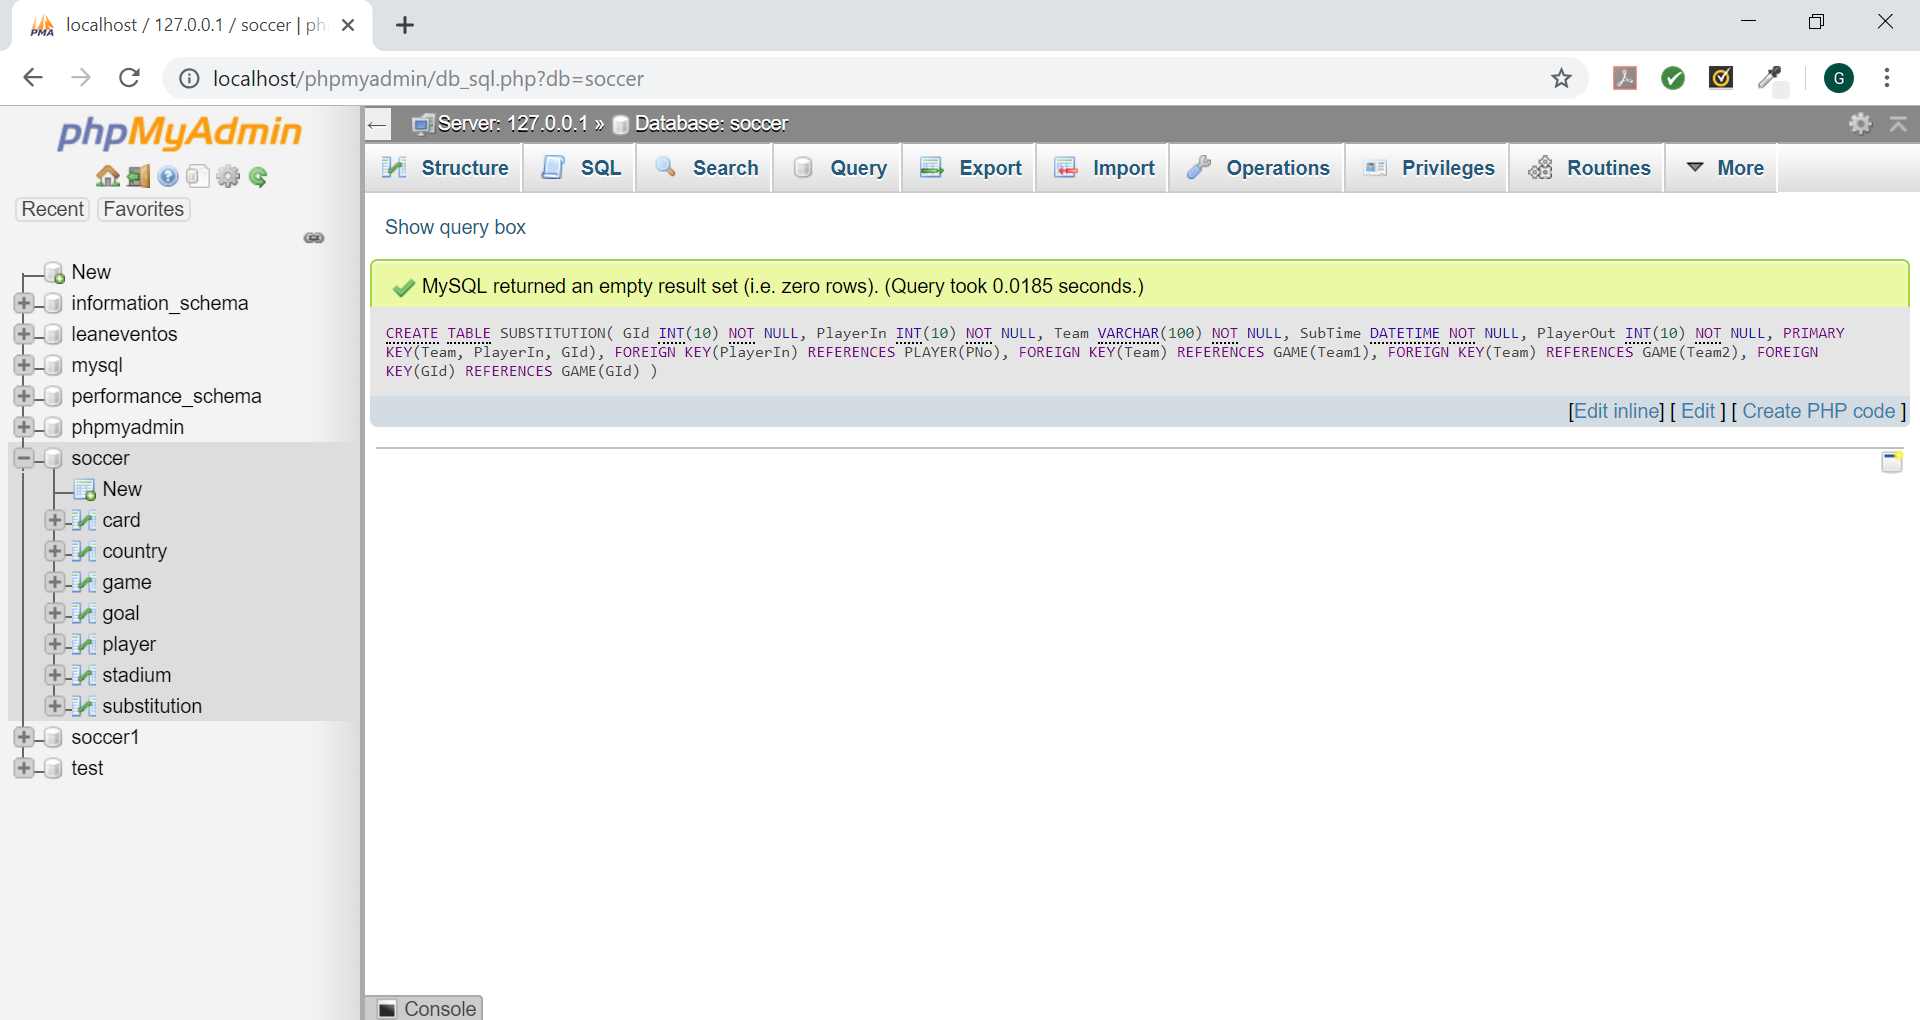 localhost / 127.0.0.1 / soccer | ph
localhost/phpmyadmin/db_sql.php?db=soccer
G
phpMyAdmin
Recent
Favorites
New
information_schema
leaneventos
mysql
performance_schema
phpmyadmin
soccer
New
card
country
game
goal
player
stadium
substitution
soccer1
test
Server: 127.0.0.1 » Database: soccer
Structure SQL Search Query Export Import Operations Privileges Routines More
Show query box
MySQL returned an empty result set (i.e. zero rows). (Query took 0.0185 seconds.)
CREATE TABLE SUBSTITUTION( GId INT(10) NOT NULL, PlayerIn INT(10) NOT NULL, Team VARCHAR(100) NOT NULL, SubTime DATETIME NOT NULL, PlayerOut INT(10) NOT NULL, PRIMARY
KEY(Team, PlayerIn, GId), FOREIGN KEY(PlayerIn) REFERENCES PLAYER(PNo), FOREIGN KEY(Team) REFERENCES GAME(Team1), FOREIGN KEY(Team) REFERENCES GAME(Team2), FOREIGN
KEY(GId) REFERENCES GAME(GId) )
[Edit inline] [ Edit ] [ Create PHP code ]
Console